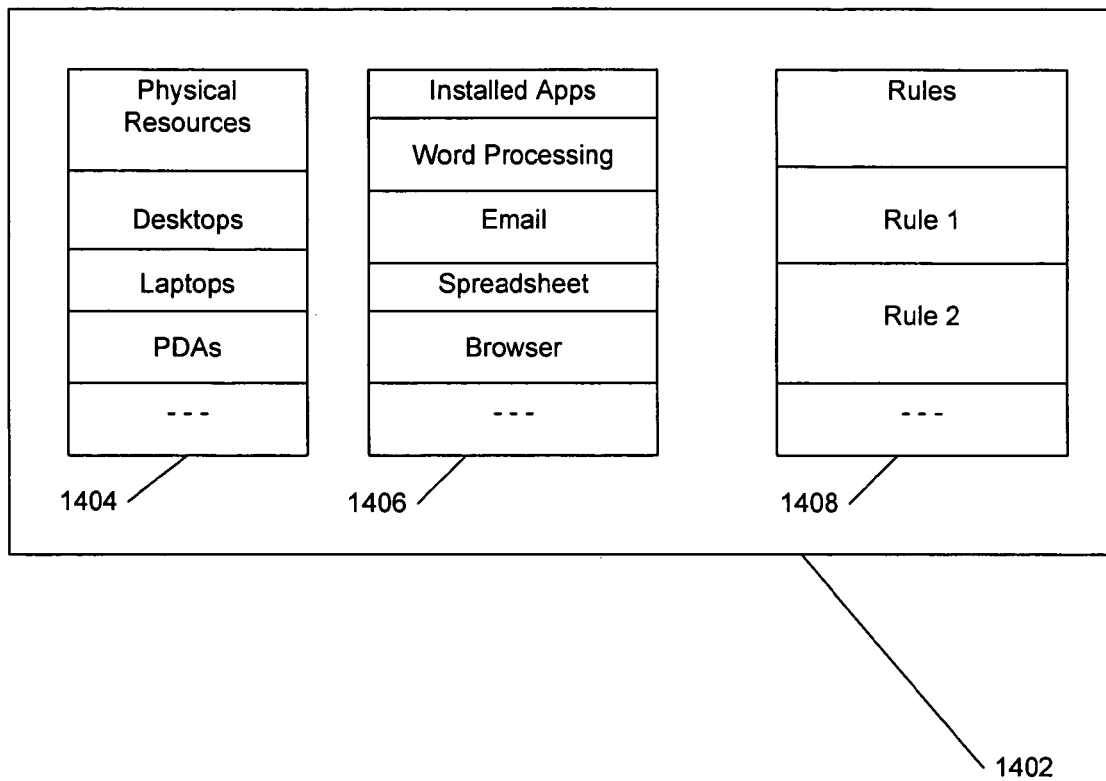 Physical
Resources
Desktops
Laptops
PDAs
- - -
1404
Installed Apps
Word Processing
Email
Spreadsheet
Browser
- - -
1406
Rules
Rule 1
Rule 2
- - -
1408
1402